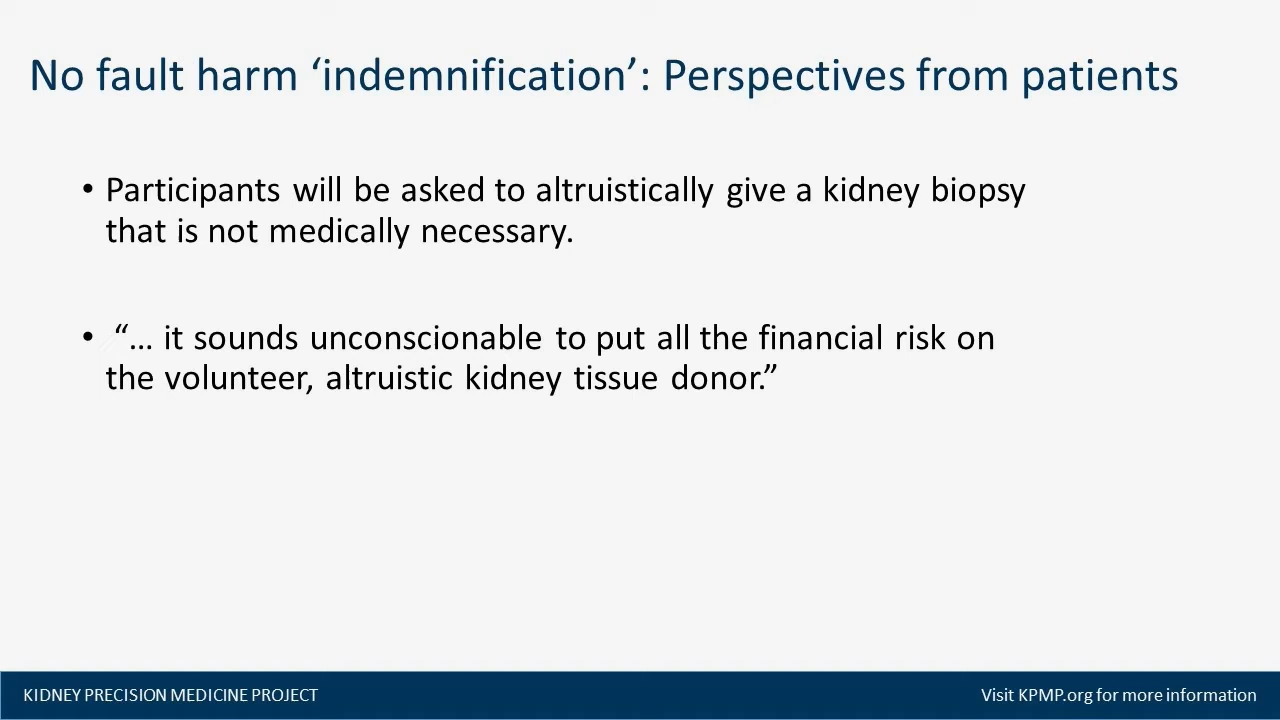 No fault harm ‘indemnification’: Perspectives from patients
• Participants will be asked to altruistically give a kidney biopsy
that is not medically necessary.
• “… it sounds unconscionable to put all the financial risk on
the volunteer, altruistic kidney tissue donor.”
KIDNEY PRECISION MEDICINE PROJECT
Visit KPMP.org for more information